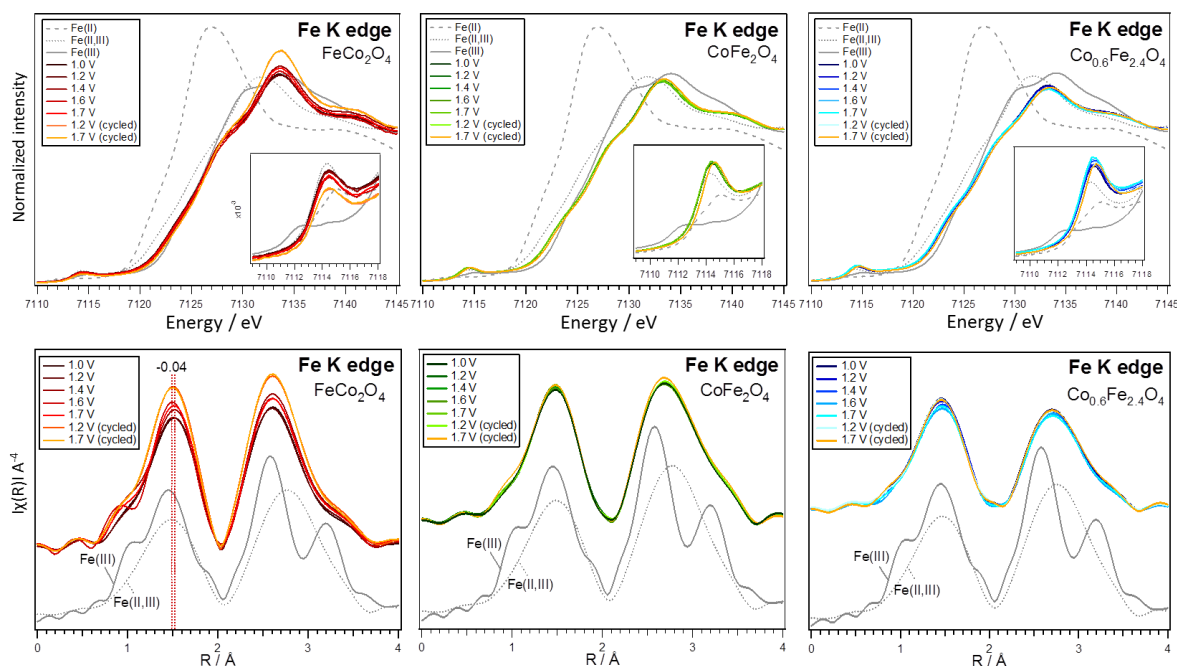 Fe(II)
Fe(II,III)
Fe(III)
1.0 V
1.2 V
1.4 V
1.6 V
1.7 V
1.2 V (cycled)
1.7 V (cycled)
Fe K edge
FeCo2O4
Normalized intensity
x10-3
7110 7112 7114 7116 7118
7110 7115 7120 7125 7130 7135 7140 7145
Energy / eV
Fe(II)
Fe(II,III)
Fe(III)
1.0 V
1.2 V
1.4 V
1.6 V
1.7 V
1.2 V (cycled)
1.7 V (cycled)
Fe K edge
CoFe2O4
7110 7112 7114 7116 7118
7110 7115 7120 7125 7130 7135 7140 7145
Energy / eV
Fe(II)
Fe(II,III)
Fe(III)
1.0 V
1.2 V
1.4 V
1.6 V
1.7 V
1.2 V (cycled)
1.7 V (cycled)
Fe K edge
Co0.6Fe2.4O4
7110 7112 7114 7116 7118
7110 7115 7120 7125 7130 7135 7140 7145
Energy / eV
1.0 V
1.2 V
1.4 V
1.6 V
1.7 V
1.2 V (cycled)
1.7 V (cycled)
-0.04
Fe K edge
FeCo2O4
I&#124;χ(R)I A-4
Fe(III)
Fe(II,III)
0 1 2 3 4
R / Å
1.0 V
1.2 V
1.4 V
1.6 V
1.7 V
1.2 V (cycled)
1.7 V (cycled)
Fe K edge
CoFe2O4
Fe(III)
Fe(II,III)
0 1 2 3 4
R / Å
1.0 V
1.2 V
1.4 V
1.6 V
1.7 V
1.2 V (cycled)
1.7 V (cycled)
Fe K edge
Co0.6Fe2.4O4
Fe(III)
Fe(II,III)
0 1 2 3 4
R / Å